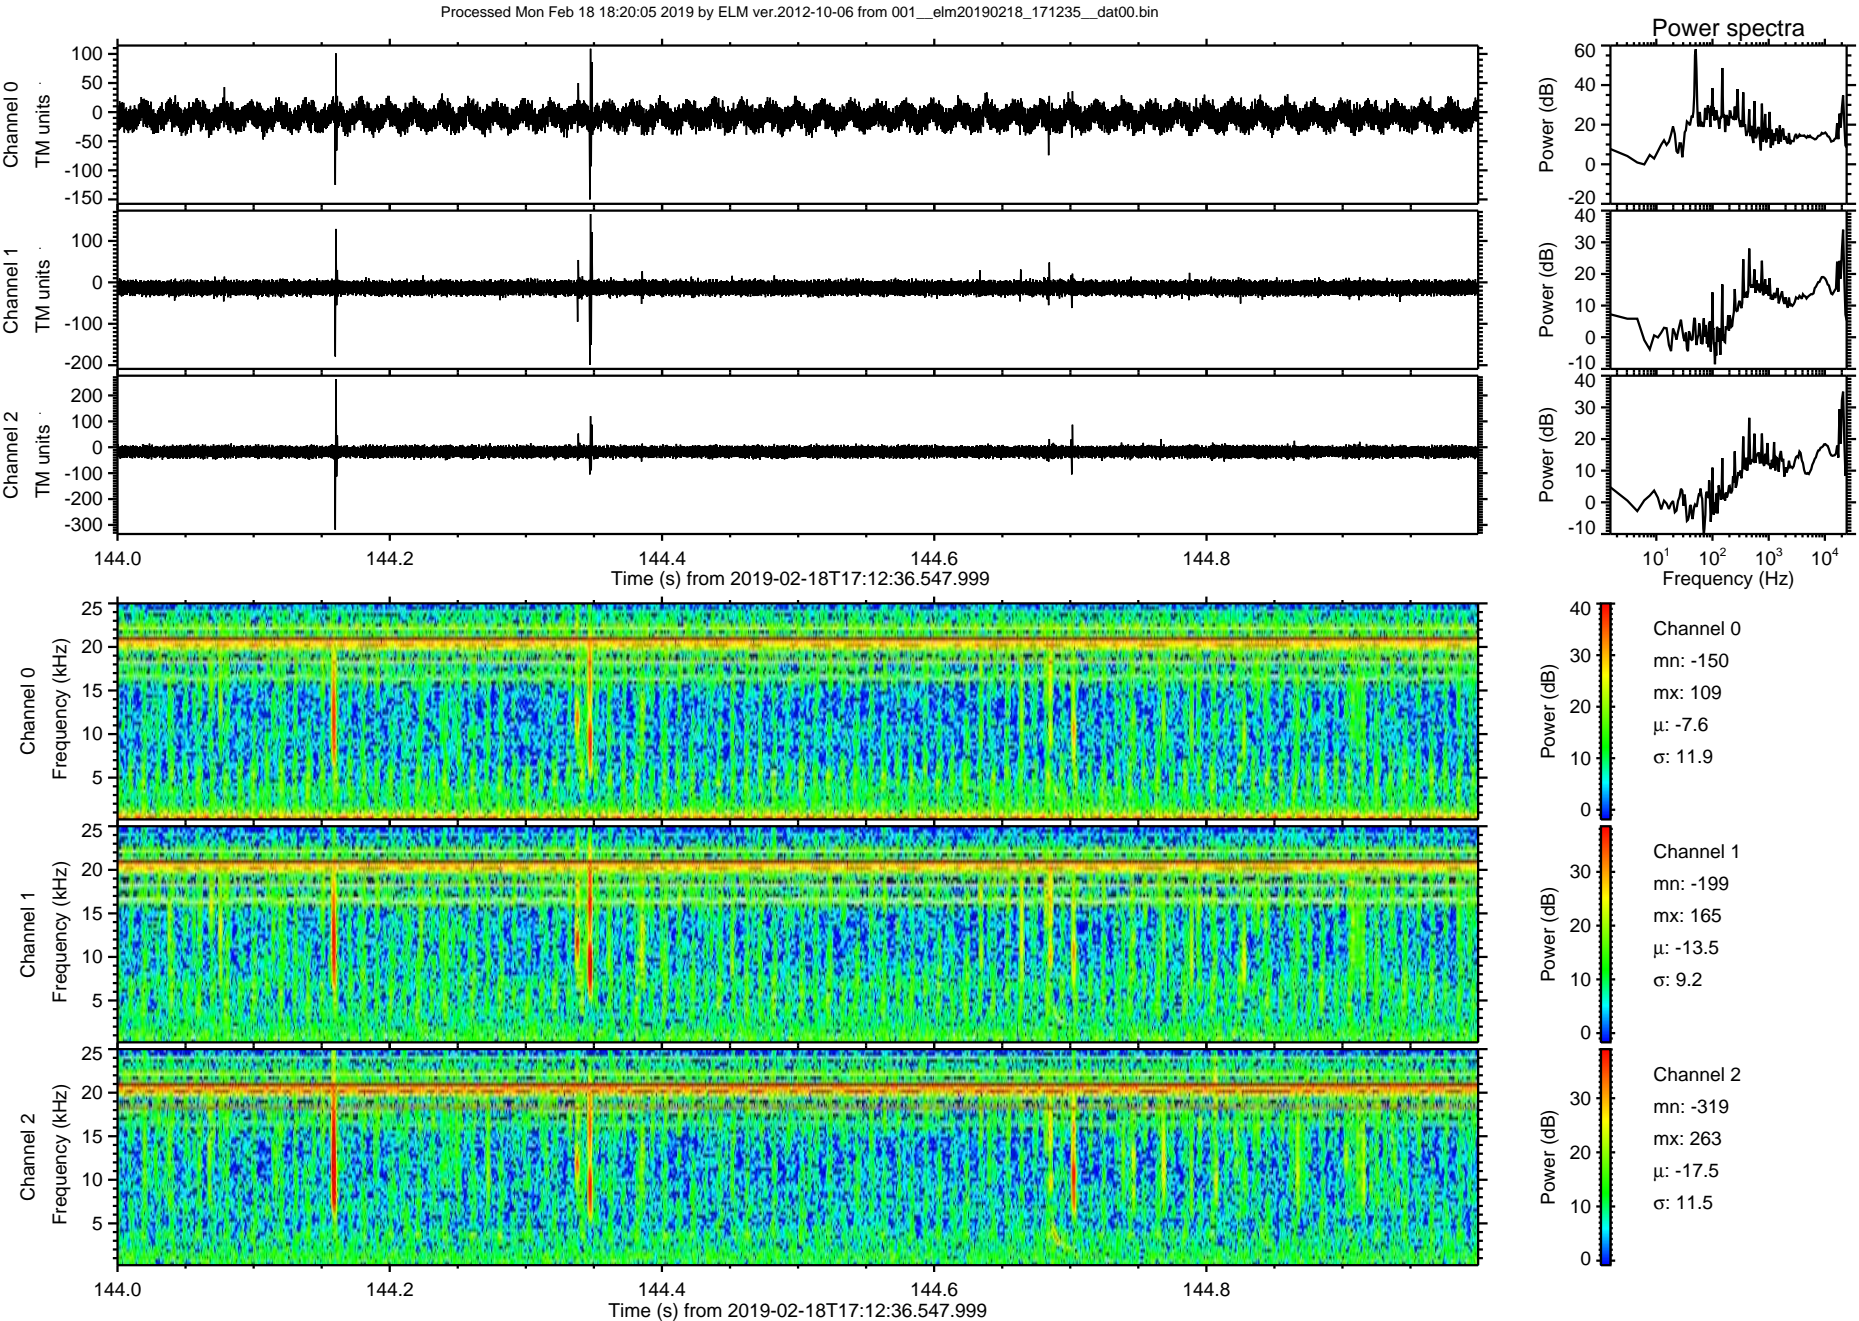 Processed Mon Feb 18 18:20:05 2019 by ELM ver.2012-10-06 from 001__elm20190218_171235__dat00.bin
Power spectra
Channel 0
TM units
100
50
0
-50
-100
-150
Power (dB)
60
40
20
0
-20
Channel 1
TM units
100
0
-100
-200
Power (dB)
40
30
20
10
0
-10
Channel 2
TM units
200
100
0
-100
-200
-300
Power (dB)
40
30
20
10
0
-10
144.0 144.2 144.4 144.6 144.8
Time (s) from 2019-02-18T17:12:36.547.999
10^1 10^2 10^3 10^4
Frequency (Hz)
Channel 0
Frequency (kHz)
25
20
15
10
5
Power (dB)
40
30
20
10
0
Channel 0
mn: -150
mx: 109
μ: -7.6
σ: 11.9
Channel 1
Frequency (kHz)
25
20
15
10
5
Power (dB)
30
20
10
0
Channel 1
mn: -199
mx: 165
μ: -13.5
σ: 9.2
Channel 2
Frequency (kHz)
25
20
15
10
5
Power (dB)
30
20
10
0
Channel 2
mn: -319
mx: 263
μ: -17.5
σ: 11.5
144.0 144.2 144.4 144.6 144.8
Time (s) from 2019-02-18T17:12:36.547.999